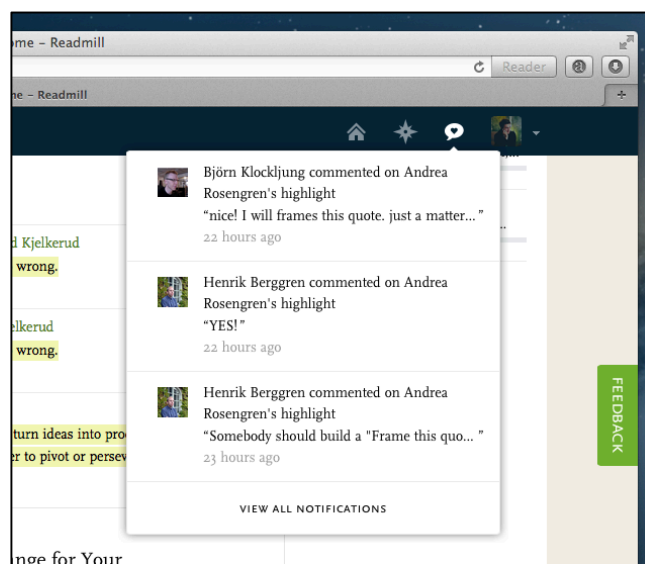 ome – Readmill
Reader
ne – Readmill
Björn Klockljung commented on Andrea
Rosengren's highlight
“nice! I will frames this quote. just a matter... ”
22 hours ago
d Kjelkerud
wrong.
Henrik Berggren commented on Andrea
Rosengren's highlight
“YES! ”
22 hours ago
elkerud
wrong.
Henrik Berggren commented on Andrea
Rosengren's highlight
“Somebody should build a "Frame this quo... ”
23 hours ago
FEEDBACK
turn ideas into pro
er to pivot or persev
VIEW ALL NOTIFICATIONS
nge for Your